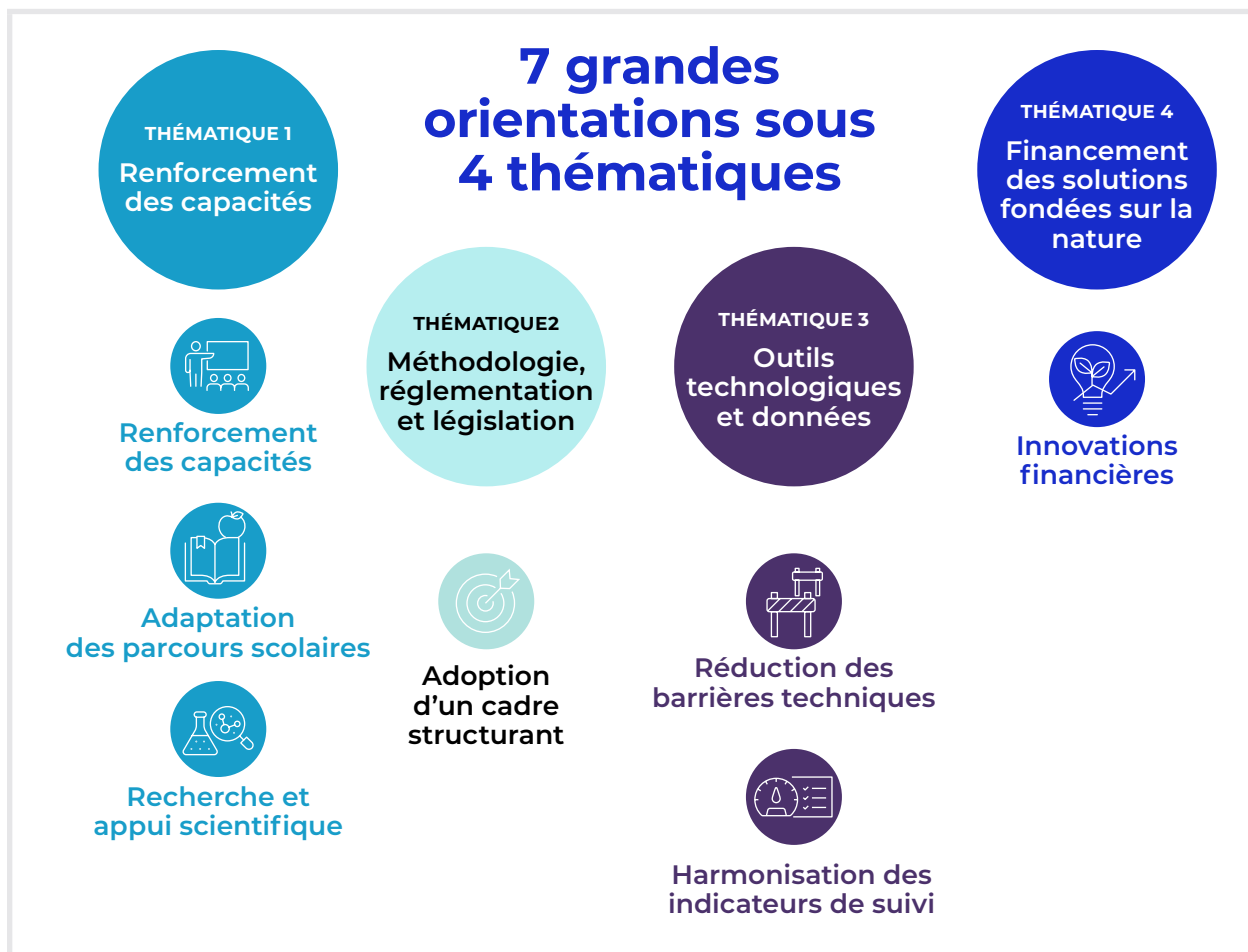 7 grandes
orientations sous
4 thématiques
THÉMATIQUE 1
Renforcement
des capacités
Renforcement
des capacités
Adaptation
des parcours scolaires
Recherche et
appui scientifique
THÉMATIQUE2
Méthodologie,
réglementation
et législation
Adoption
d’un cadre
structurant
THÉMATIQUE 3
Outils
technologiques
et données
Réduction des
barrières techniques
Harmonisation des
indicateurs de suivi
THÉMATIQUE 4
Financement
des solutions
fondées sur la
nature
Innovations
financières